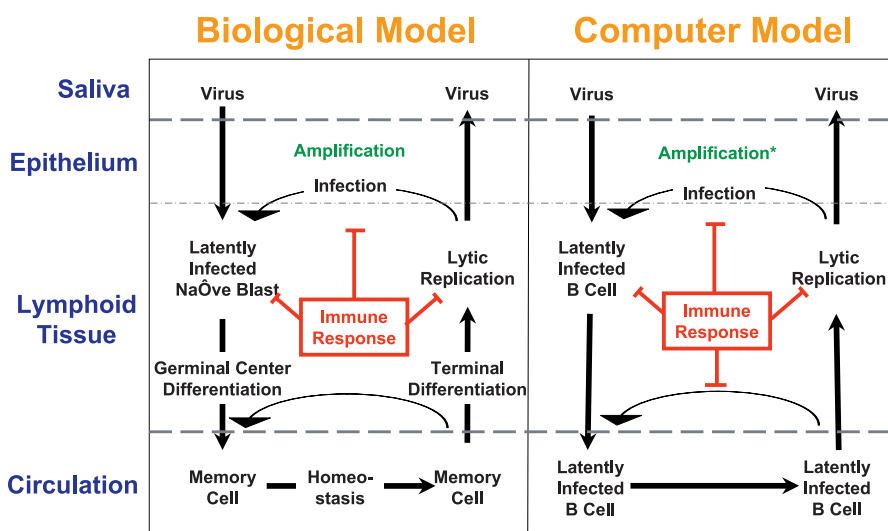 Biological Model
Computer Model
Saliva
Virus
Virus
Virus
Virus
Epithelium
Amplification
Infection
Amplification*
Infection
Lymphoid
Tissue
Latently
Infected
NaÔve Blast
Lytic
Replication
Immune
Response
Germinal Center
Differentiation
Terminal
Differentiation
Latently
Infected
B Cell
Lytic
Replication
Immune
Response
Circulation
Memory
Cell
Homeo-
stasis
Memory
Cell
Latently
Infected
B Cell
Latently
Infected
B Cell